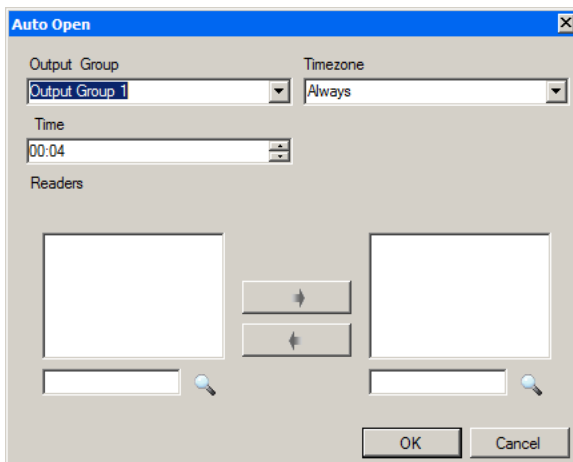 Auto Open
Output Group
Timezone
Output Group 1
Always
Time
00:04
Readers
OK
Cancel